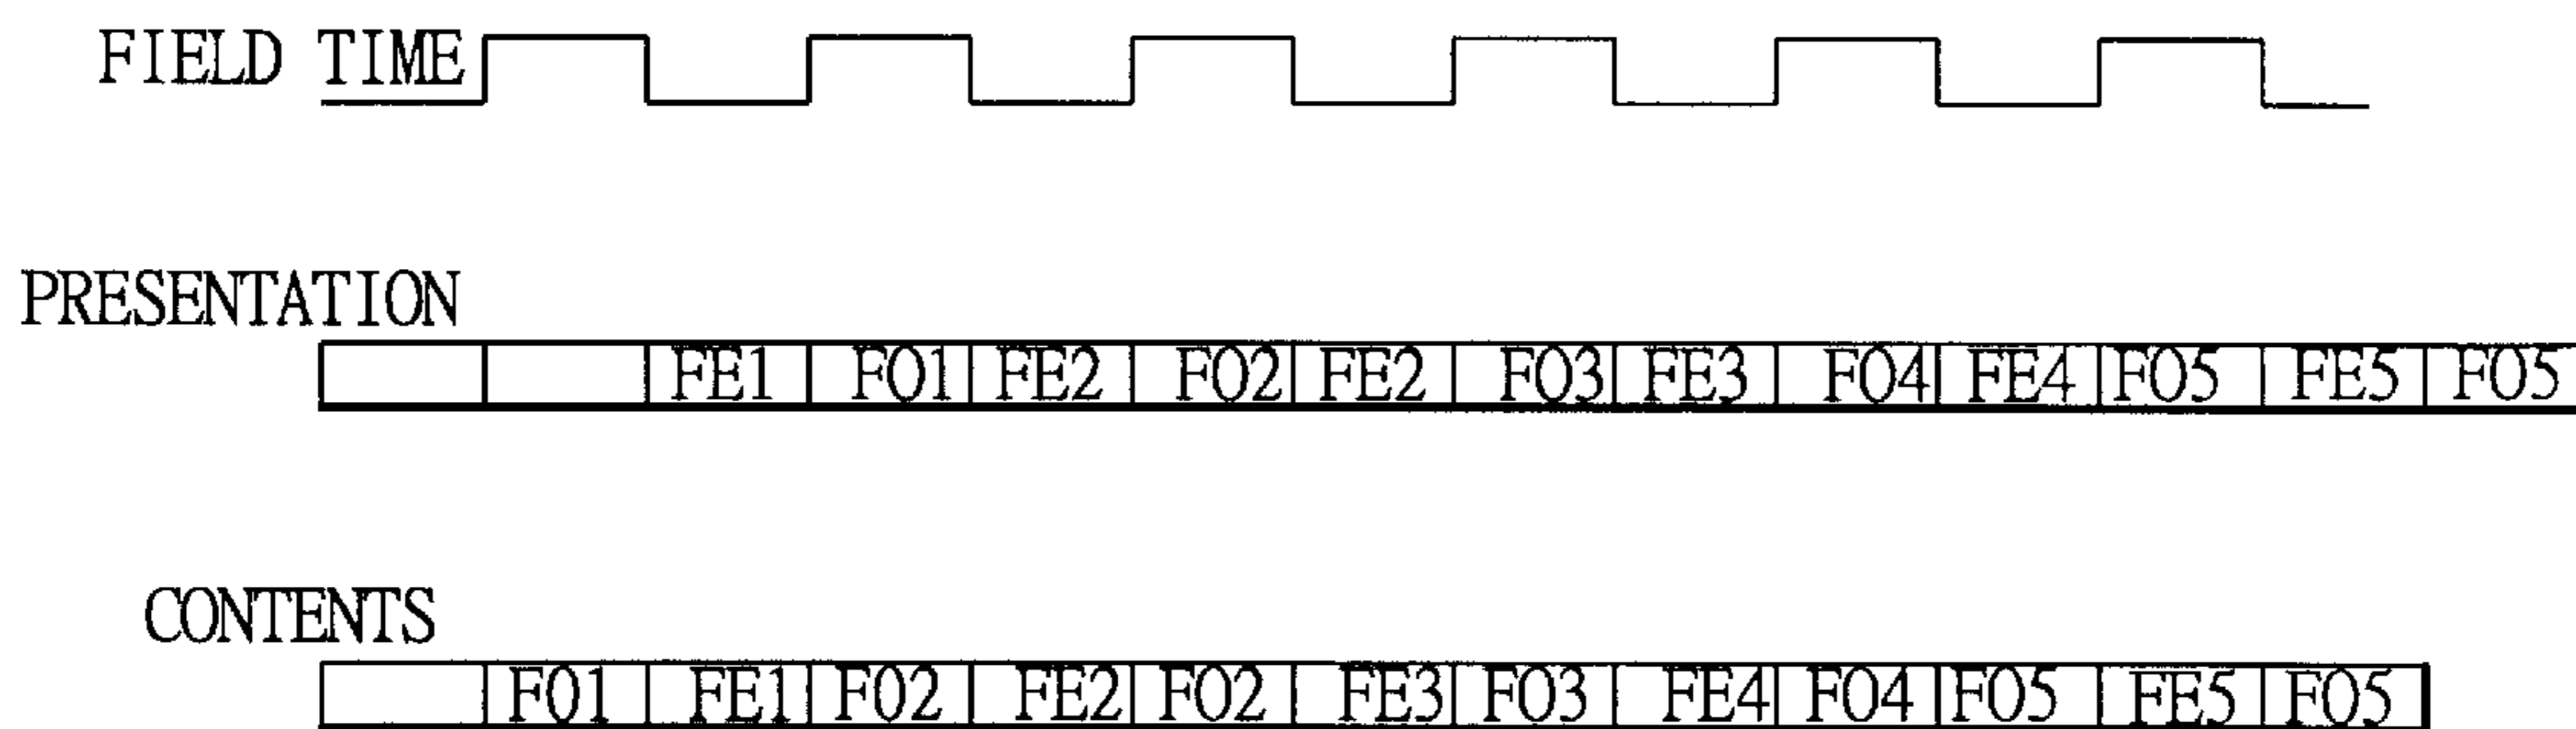 FIELD TIME
PRESENTATION
FE1 FO1 FE2 FO2 FE2 FO3 FE3 FO4 FE4 FO5 FE5 FO5
CONTENTS
FO1 FE1 FO2 FE2 FO2 FE3 FO3 FE4 FO4 FO5 FE5 FO5